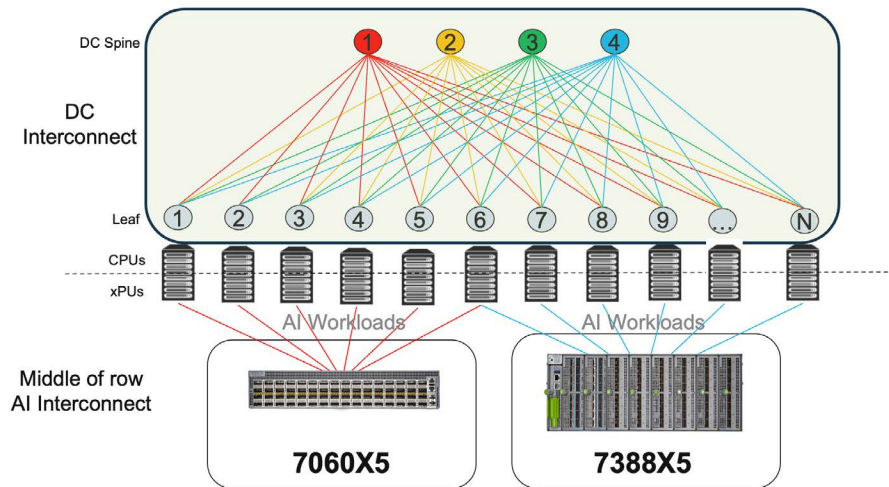 DC Spine
1
2
3
4
DC
Interconnect
Leaf
1
2
3
4
5
6
7
8
9
...
N
CPUs
xPUs
AI Workloads
AI Workloads
Middle of row
AI Interconnect
7060X5
7388X5